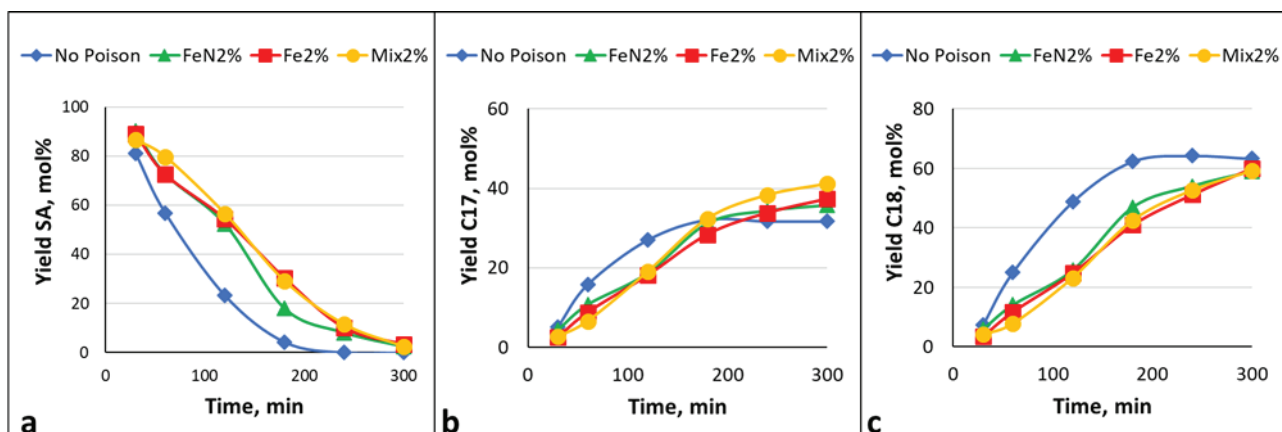 No Poison FeN2% Fe2% Mix2%
Yield SA, mol%
100
80
60
40
20
0
0 100 200 300
Time, min
a
No Poison FeN2% Fe2% Mix2%
Yield C17, mol%
60
40
20
0
0 100 200 300
Time, min
b
No Poison FeN2% Fe2% Mix2%
Yield C18, mol%
80
60
40
20
0
0 100 200 300
Time, min
c